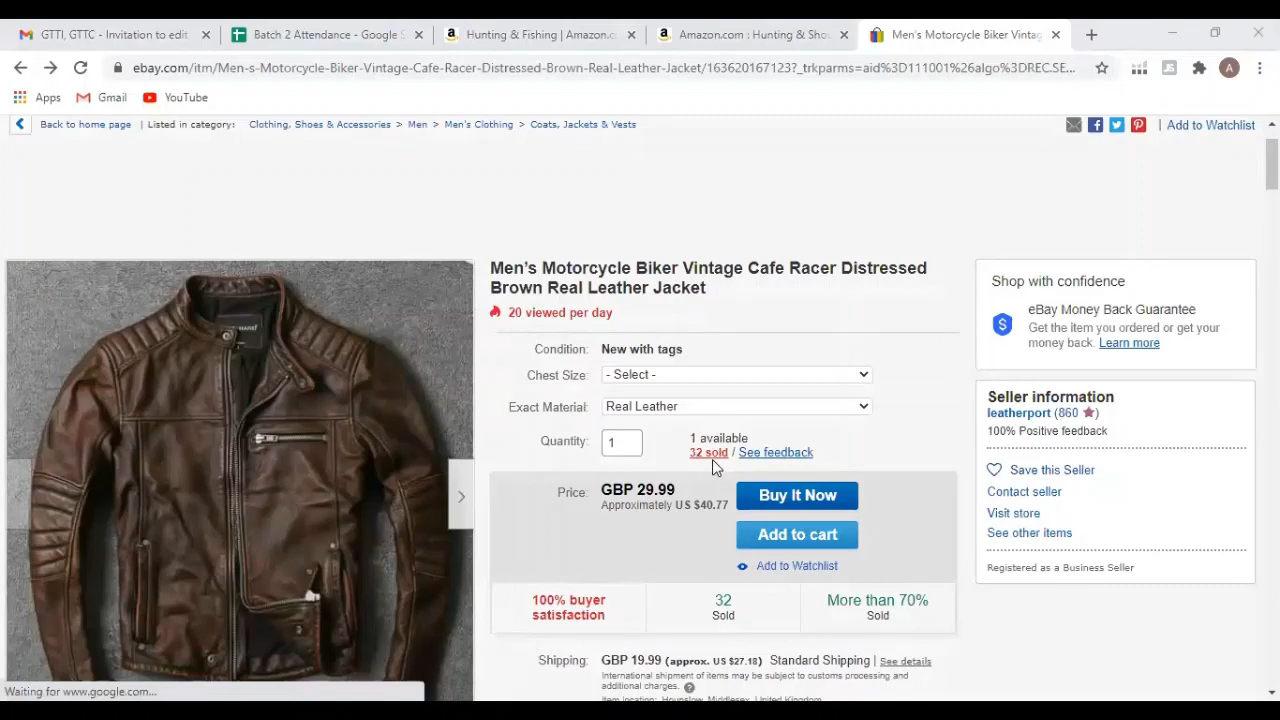 GTTI, GTTC - Invitation to edit
Batch 2 Attendance - Google S
Hunting & Fishing | Amazon.co
Amazon.com : Hunting & Shoo
Men's Motorcycle Biker Vintag
ebay.com/itm/Men-s-Motorcycle-Biker-Vintage-Cafe-Racer-Distressed-Brown-Real-Leather-Jacket/163620167123?_trkparms=aid%3D111001%26algo%3DREC.SE...
A
Apps
Gmail
YouTube
Back to home page | Listed in category: Clothing, Shoes & Accessories > Men > Men's Clothing > Coats, Jackets & Vests
| Add to Watchlist
Men's Motorcycle Biker Vintage Cafe Racer Distressed
Brown Real Leather Jacket
20 viewed per day
Condition: New with tags
Chest Size: - Select -
Exact Material: Real Leather
Quantity: 1
1 available
32 sold / See feedback
Price: GBP 29.99
Approximately US $40.77
Buy It Now
Add to cart
Add to Watchlist
100% buyer
satisfaction
32
Sold
More than 70%
Sold
Shipping: GBP 19.99 (approx. US $27.18) Standard Shipping | See details
International shipment of items may be subject to customs processing and
additional charges.
Item location: Hounslow, Middlesex, United Kingdom
Shop with confidence
eBay Money Back Guarantee
Get the item you ordered or get your
money back. Learn more
Seller information
leatherport (860)
100% Positive feedback
Save this Seller
Contact seller
Visit store
See other items
Registered as a Business Seller
Waiting for www.google.com...